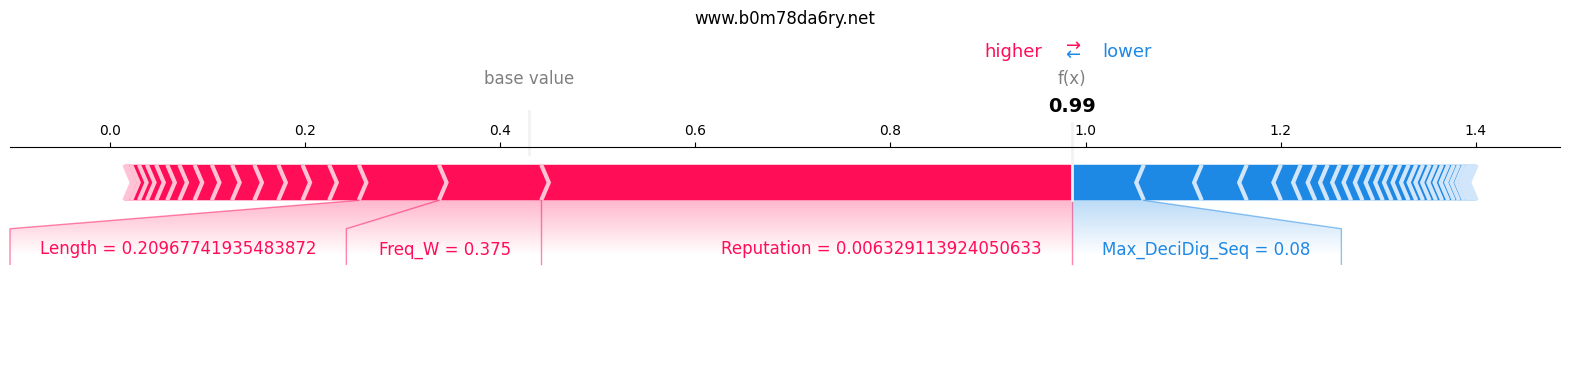 www.b0m78da6ry.net
higher ⇄ lower
base value
f(x)
0.99
0.0 0.2 0.4 0.6 0.8 1.0 1.2 1.4
Length = 0.20967741935483872 Freq_W = 0.375 Reputation = 0.006329113924050633 Max_DeciDig_Seq = 0.08